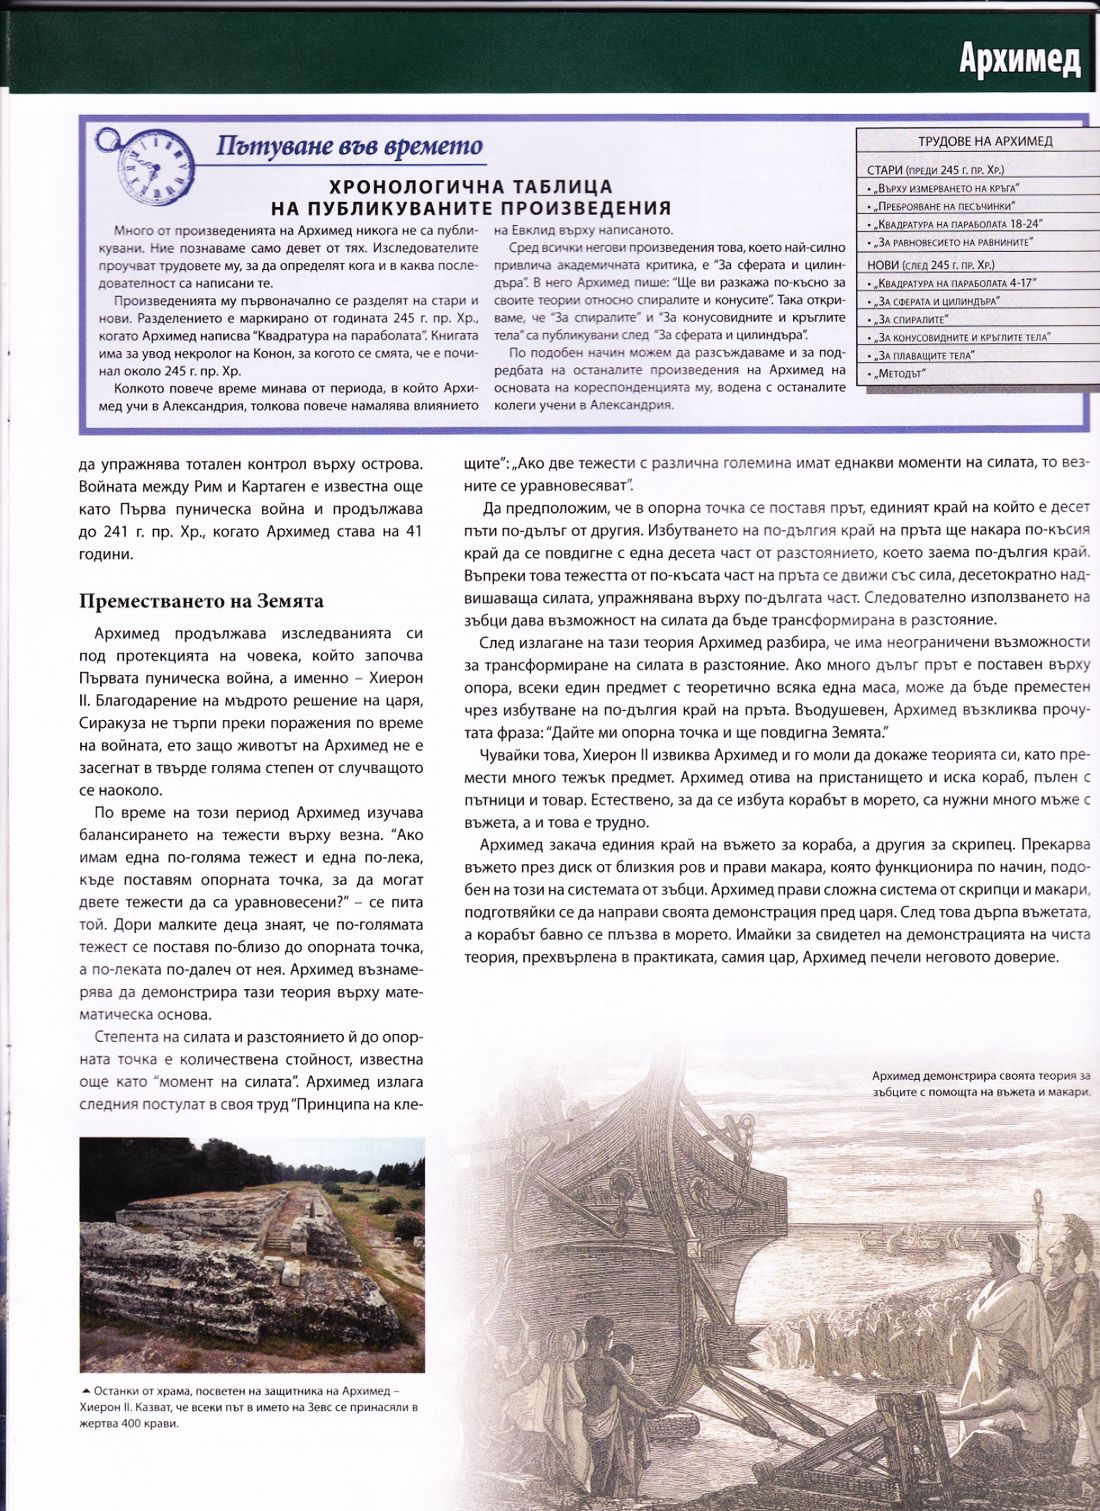 Архимед
Пътуване във времето
ХРОНОЛОГИЧНА ТАБЛИЦА
НА ПУБЛИКУВАНИТЕ ПРОИЗВЕДЕНИЯ
Много от произведенията на Архимед никога не са публи-
кувани. Ние познаваме само девет от тях. Изследователите
проучват трудовете му, за да определят кога и в каква после-
дователност са написани те.
Произведенията му първоначално се разделят на стари и
нови. Разделението е маркирано от годината 245 г. пр. Хр.,
когато Архимед написва "Квадратура на параболата". Книгата
има за увод некролог на Конон, за когото се смята, че е почи-
нал около 245 г. пр. Хр.
Колкото повече време минава от периода, в който Архи-
мед учи в Александрия, толкова повече намалява влиянието
на Евклид върху написаното.
Сред всички негови произведения това, което най-силно
привлича академичната критика, е "За сферата и цилин-
дъра". В него Архимед пише: "Ще ви разкажа по-късно за
своите теории относно спиралите и конусите". Така откри-
ваме, че "За спиралите" и "За конусовидните и кръглите
тела" са публикувани след "За сферата и цилиндъра".
По подобен начин можем да разсъждаваме и за под-
редбата на останалите произведения на Архимед на
основата на кореспонденцията му, водена с останалите
колеги учени в Александрия.
ТРУДОВЕ НА АРХИМЕД
СТАРИ (ПРЕДИ 245 Г. ПР. ХР.)
• „ВЪРХУ ИЗМЕРВАНЕТО НА КРЪГА"
• „ПРЕБРОЯВАНЕ НА ПЕСЪЧИНКИ"
• „КВАДРАТУРА НА ПАРАБОЛАТА 18-24"
• „ЗА РАВНОВЕСИЕТО НА РАВНИНИТЕ"
НОВИ (СЛЕД 245 Г. ПР. ХР.)
• „КВАДРАТУРА НА ПАРАБОЛАТА 4-17"
• „ЗА СФЕРАТА И ЦИЛИНДЪРА"
• „ЗА СПИРАЛИТЕ"
• „ЗА КОНУСОВИДНИТЕ И КРЪГЛИТЕ ТЕЛА"
• „ЗА ПЛАВАЩИТЕ ТЕЛА"
• „МЕТОДЪТ"
да упражнява тотален контрол върху острова.
Войната между Рим и Картаген е известна още
като Първа пуническа война и продължава
до 241 г. пр. Хр., когато Архимед става на 41
години.
Преместването на Земята
Архимед продължава изследванията си
под протекцията на човека, който започва
Първата пуническа война, а именно – Хиерон
II. Благодарение на мъдрото решение на царя,
Сиракуза не търпи преки поражения по време
на войната, ето защо животът на Архимед не е
засегнат в твърде голяма степен от случващото
се наоколо.
По време на този период Архимед изучава
балансирането на тежести върху везна. "Ако
имам една по-голяма тежест и една по-лека,
къде поставям опорната точка, за да могат
двете тежести да са уравновесени?" – се пита
той. Дори малките деца знаят, че по-голямата
тежест се поставя по-близо до опорната точка,
а по-леката по-далеч от нея. Архимед възнаме-
рява да демонстрира тази теория върху мате-
матическа основа.
Степента на силата и разстоянието й до опор-
ната точка е количествена стойност, известна
още като "момент на силата". Архимед излага
следния постулат в своя труд "Принципа на кле-
щите": „Ако две тежести с различна големина имат еднакви моменти на силата, то вез-
ните се уравновесяват".
Да предположим, че в опорна точка се поставя прът, единият край на който е десет
пъти по-дълъг от другия. Избутването на по-дългия край на пръта ще накара по-късия
край да се повдигне с една десета част от разстоянието, което заема по-дългия край.
Въпреки това тежестта от по-късата част на пръта се движи със сила, десетократно над-
вишаваща силата, упражнявана върху по-дългата част. Следователно използването на
зъбци дава възможност на силата да бъде трансформирана в разстояние.
След излагане на тази теория Архимед разбира, че има неограничени възможности
за трансформиране на силата в разстояние. Ако много дълъг прът е поставен върху
опора, всеки един предмет с теоретично всяка една маса, може да бъде преместен
чрез избутване на по-дългия край на пръта. Въодушевен, Архимед възкликва прочу-
тата фраза: "Дайте ми опорна точка и ще повдигна Земята."
Чувайки това, Хиерон II извиква Архимед и го моли да докаже теорията си, като пре-
мести много тежък предмет. Архимед отива на пристанището и иска кораб, пълен с
пътници и товар. Естествено, за да се избута корабът в морето, са нужни много мъже с
въжета, а и това е трудно.
Архимед закача единия край на въжето за кораба, а другия за скрипец. Прекарва
въжето през диск от близкия ров и прави макара, която функционира по начин, подо-
бен на този на системата от зъбци. Архимед прави сложна система от скрипци и макари,
подготвяйки се да направи своята демонстрация пред царя. След това дърпа въжетата,
а корабът бавно се плъзва в морето. Имайки за свидетел на демонстрацията на чиста
теория, прехвърлена в практиката, самия цар, Архимед печели неговото доверие.
Архимед демонстрира своята теория за
зъбците с помощта на въжета и макари.
Останки от храма, посветен на защитника на Архимед –
Хиерон II. Казват, че всеки път в името на Зевс се принасяли в
жертва 400 крави.